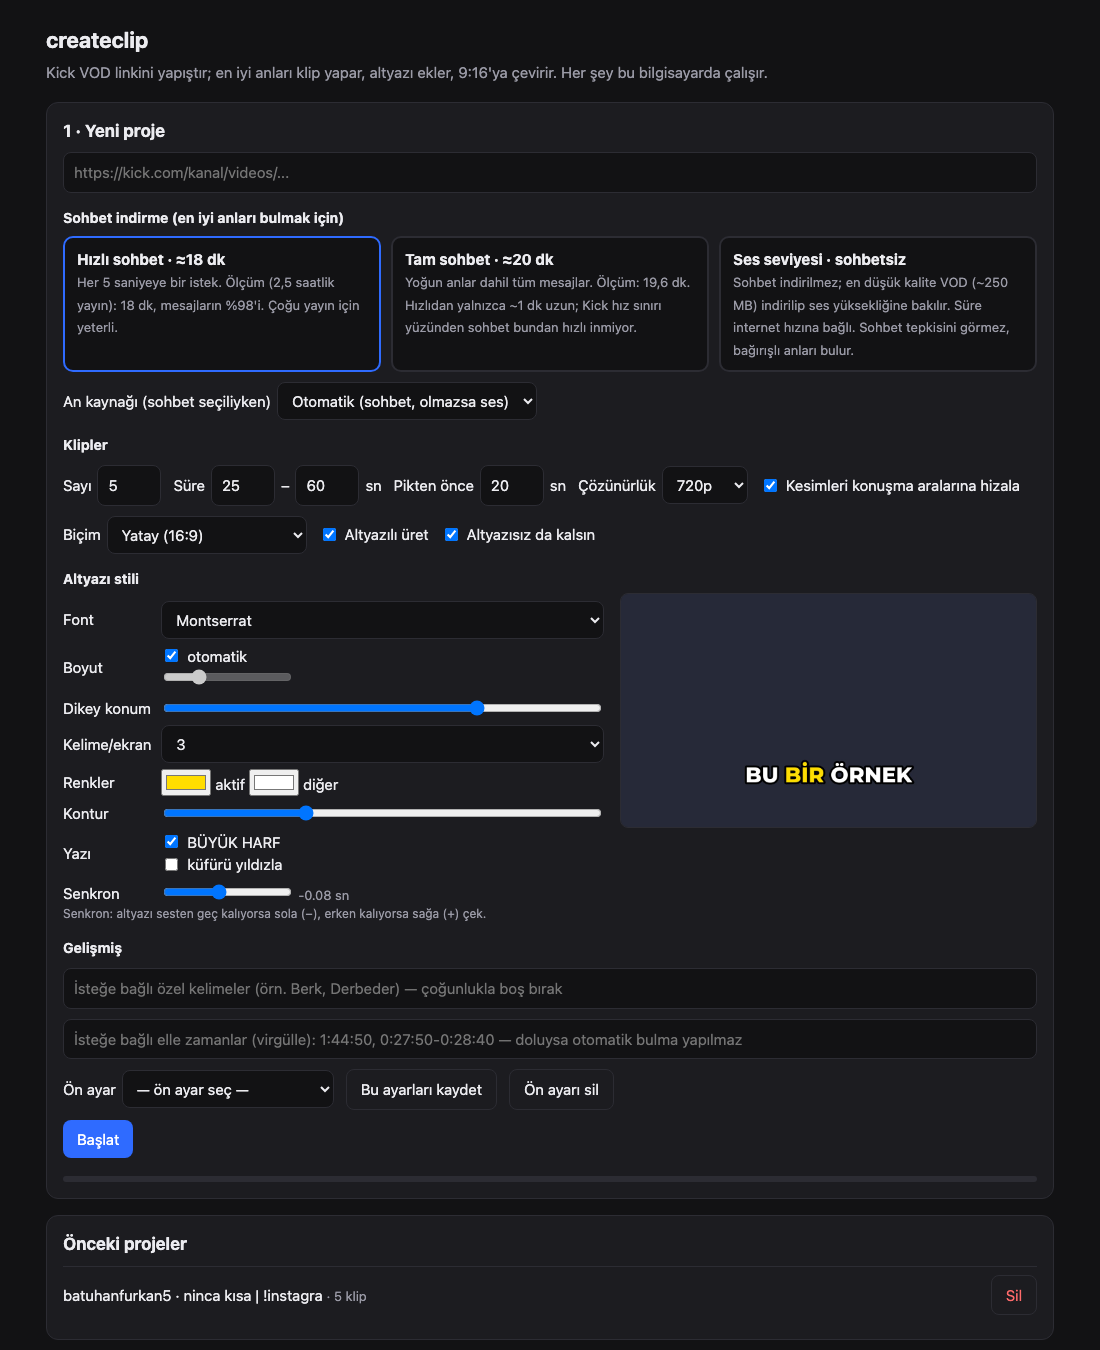 createclip
Kick VOD linkini yapıştır; en iyi anları klip yapar, altyazı ekler, 9:16'ya çevirir. Her şey bu bilgisayarda çalışır.
1 · Yeni proje
https://kick.com/kanal/videos/...
Sohbet indirme (en iyi anları bulmak için)
Hızlı sohbet · ≈18 dk
Her 5 saniyeye bir istek. Ölçüm (2,5 saatlik
yayın): 18 dk, mesajların %98'i. Çoğu yayın için
yeterli.
Tam sohbet · ≈20 dk
Yoğun anlar dahil tüm mesajlar. Ölçüm: 19,6 dk.
Hızlıdan yalnızca ~1 dk uzun; Kick hız sınırı
yüzünden sohbet bundan hızlı inmiyor.
Ses seviyesi · sohbetsiz
Sohbet indirilmez; en düşük kalite VOD (~250
MB) indirilip ses yüksekliğine bakılır. Süre
internet hızına bağlı. Sohbet tepkisini görmez,
bağırışlı anları bulur.
An kaynağı (sohbet seçiliyken) Otomatik (sohbet, olmazsa ses)
Klipler
Sayı 5 Süre 25 – 60 sn Pikten önce 20 sn Çözünürlük 720p Kesimleri konuşma aralarına hizala
Biçim Yatay (16:9) Altyazılı üret Altyazısız da kalsın
Altyazı stili
Font Montserrat
Boyut otomatik
Dikey konum
Kelime/ekran 3
Renkler aktif diğer
Kontur
Yazı BÜYÜK HARF
küfürü yıldızla
Senkron -0.08 sn
Senkron: altyazı sesten geç kalıyorsa sola (−), erken kalıyorsa sağa (+) çek.
BU BİR ÖRNEK
Gelişmiş
İsteğe bağlı özel kelimeler (örn. Berk, Derbeder) — çoğunlukla boş bırak
İsteğe bağlı elle zamanlar (virgülle): 1:44:50, 0:27:50-0:28:40 — doluysa otomatik bulma yapılmaz
Ön ayar — ön ayar seç — Bu ayarları kaydet Ön ayarı sil
Başlat
Önceki projeler
batuhanfurkan5 · ninca kısa | !instagra · 5 klip Sil